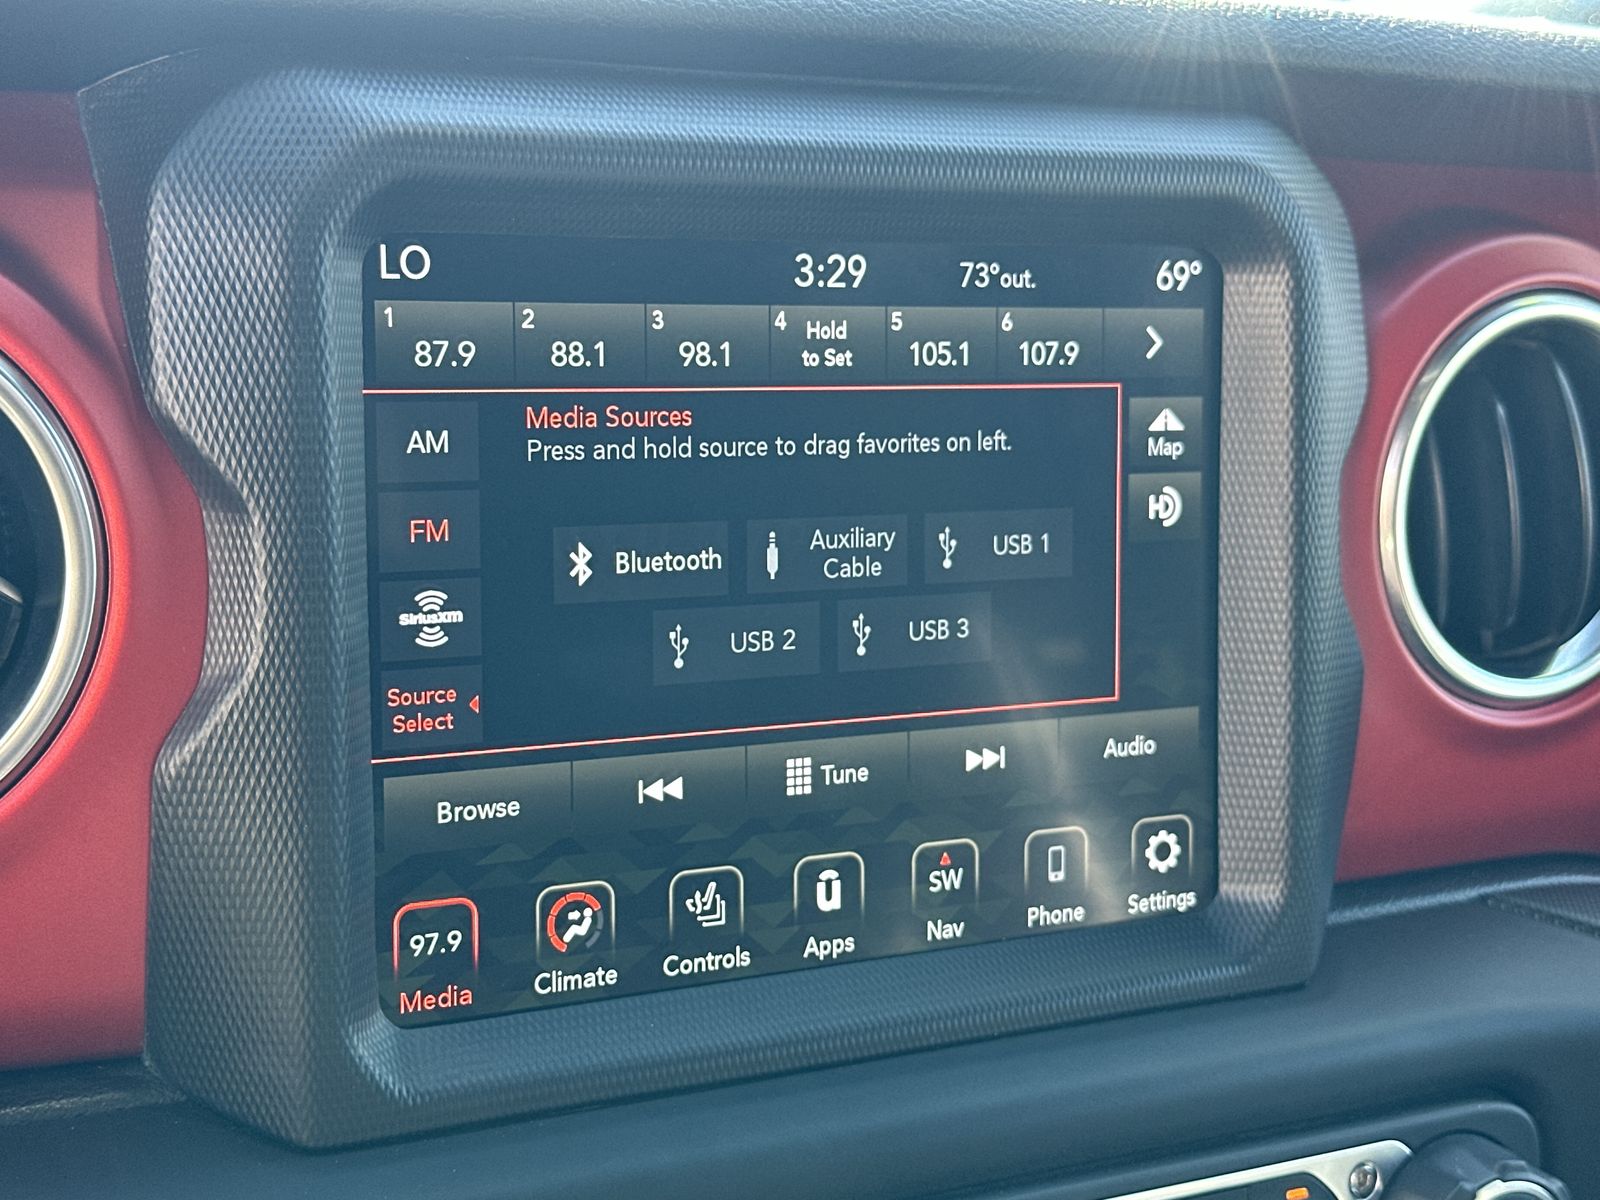 LO 3:29 73°out. 69°
1 87.9 2 88.1 3 98.1 4 Hold to Set 5 105.1 6 107.9
AM
Media Sources
Press and hold source to drag favorites on left.
Map
FM
HD
Bluetooth
Auxiliary
Cable
USB 1
SiriusXM
USB 2
USB 3
Source
Select
Browse
Tune
Audio
97.9
SW
u
Media
Climate
Controls
Apps
Nav
Phone
Settings